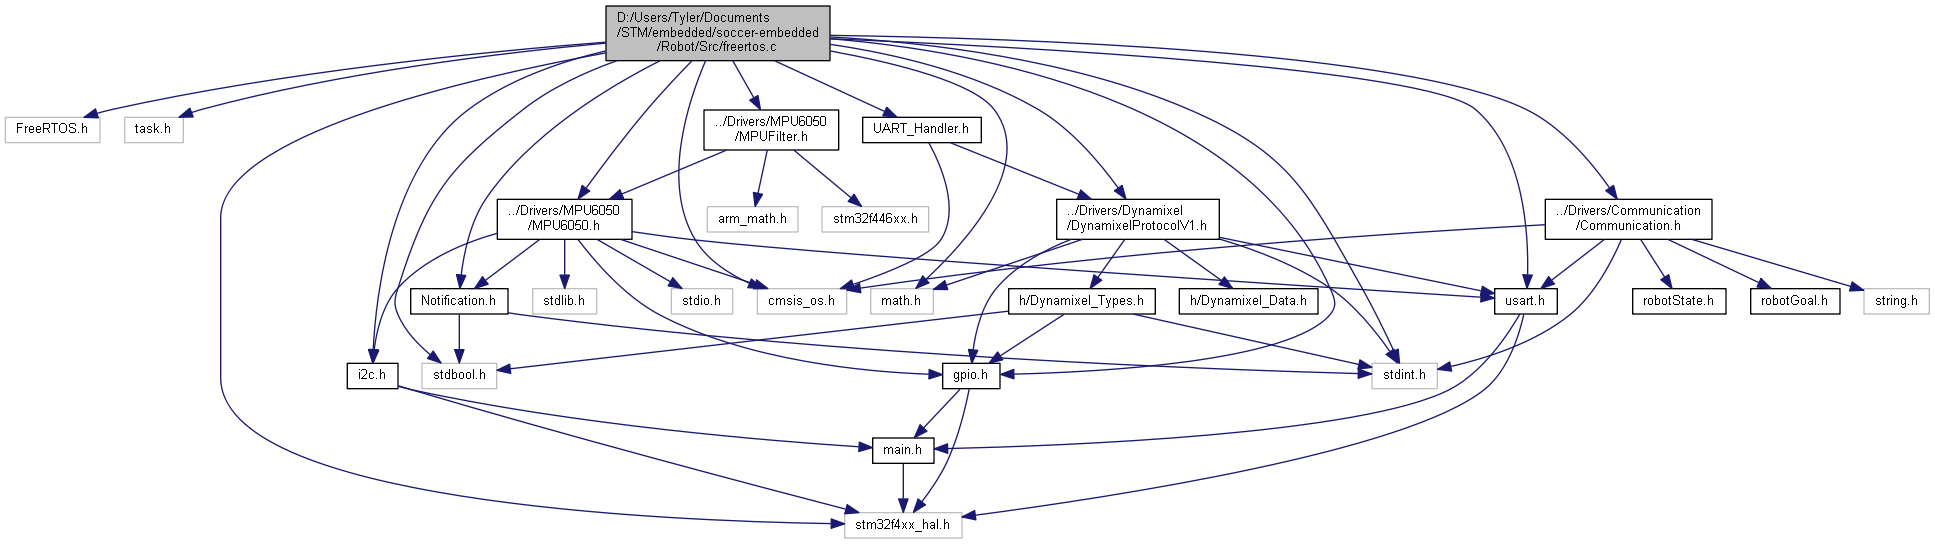 D:/Users/Tyler/Documents
/STM/embedded/soccer-embedded
/Robot/Src/freertos.c
FreeRTOS.h
task.h
../Drivers/MPU6050
/MPUFilter.h
UART_Handler.h
../Drivers/MPU6050
/MPU6050.h
arm_math.h
stm32f446xx.h
../Drivers/Dynamixel
/DynamixelProtocolV1.h
../Drivers/Communication
/Communication.h
Notification.h
stdlib.h
stdio.h
cmsis_os.h
math.h
h/Dynamixel_Types.h
h/Dynamixel_Data.h
usart.h
robotState.h
robotGoal.h
string.h
i2c.h
stdbool.h
gpio.h
stdint.h
main.h
stm32f4xx_hal.h